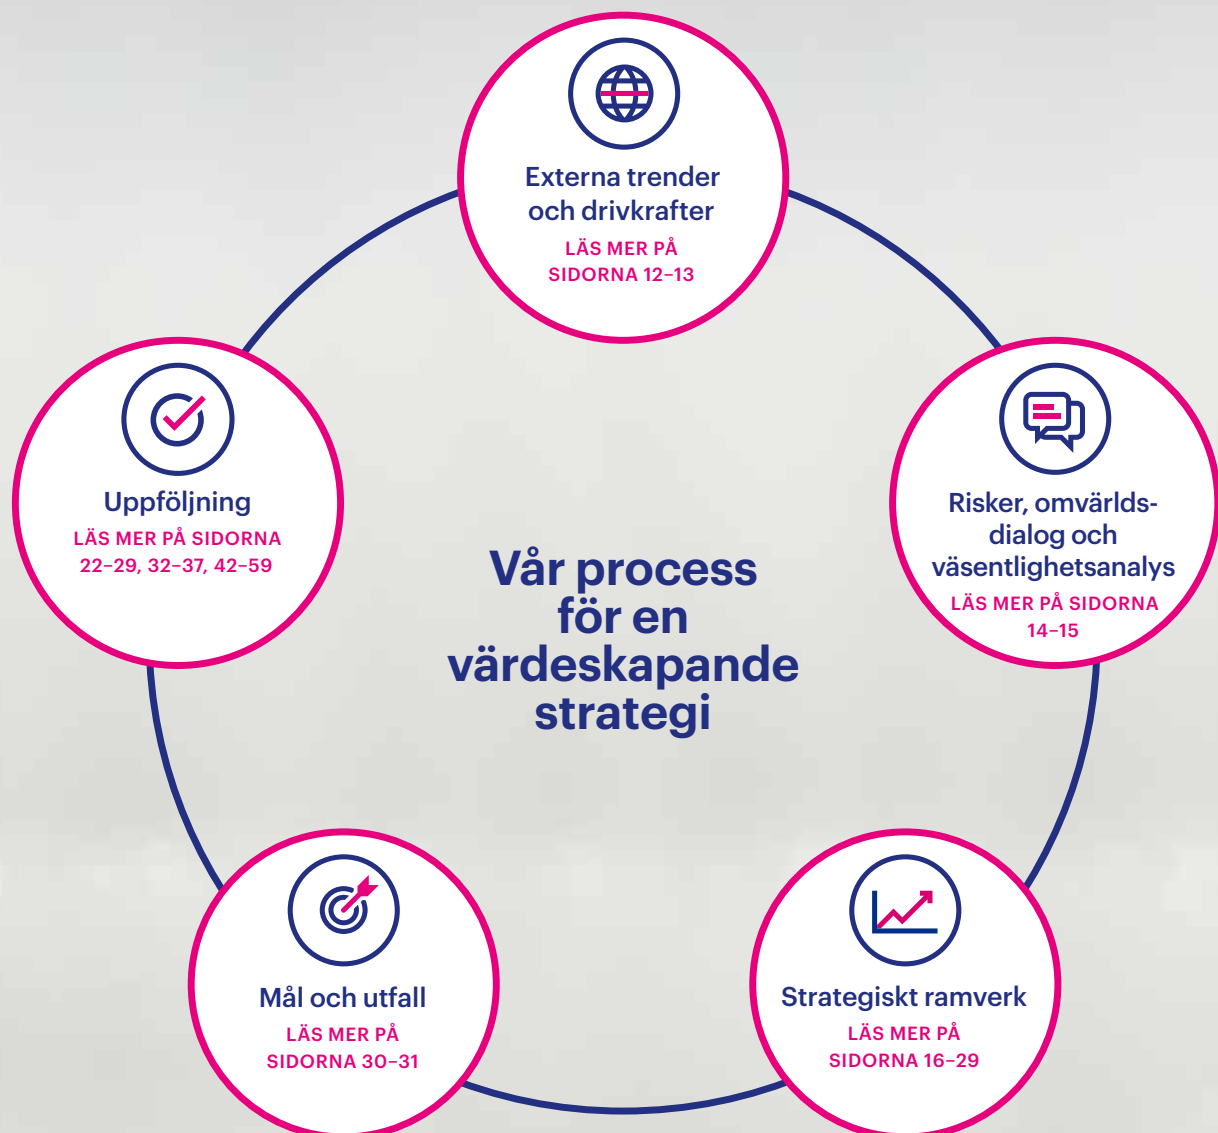 Externa trender
och drivkrafter
LÄS MER PÅ
SIDORNA 12–13
Risker, omvärlds-
dialog och
väsentlighetsanalys
LÄS MER PÅ SIDORNA
14–15
Strategiskt ramverk
LÄS MER PÅ
SIDORNA 16–29
Mål och utfall
LÄS MER PÅ
SIDORNA 30–31
Uppföljning
LÄS MER PÅ SIDORNA
22–29, 32–37, 42–59
Vår process
för en
värdeskapande
strategi